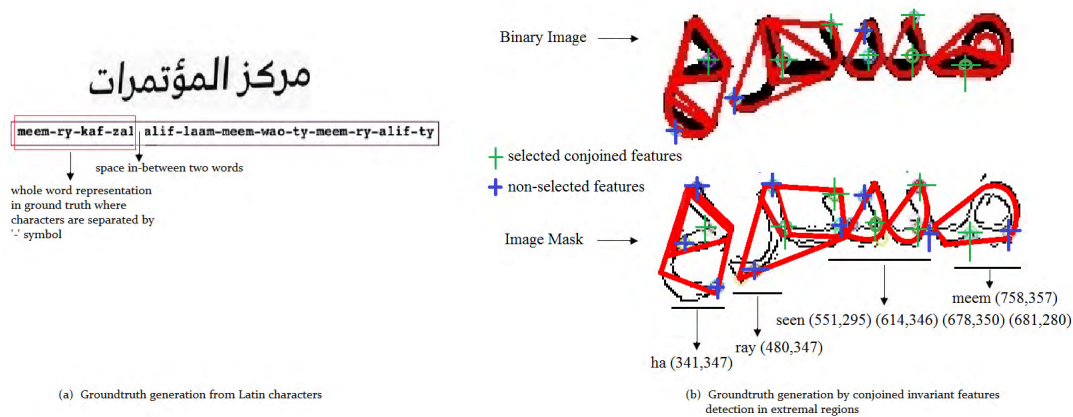 مركز المؤتمرات
meem-ry-kaf-zal alif-laam-meem-wao-ty-meem-ry-alif-ty
space in-between two words
whole word representation
in ground truth where
characters are separated by
'-' symbol
(a) Groundtruth generation from Latin characters
Binary Image
selected conjoined features
non-selected features
Image Mask
meem (758,357)
seen (551,295) (614,346) (678,350) (681,280)
ray (480,347)
ha (341,347)
(b) Groundtruth generation by conjoined invariant features
detection in extremal regions